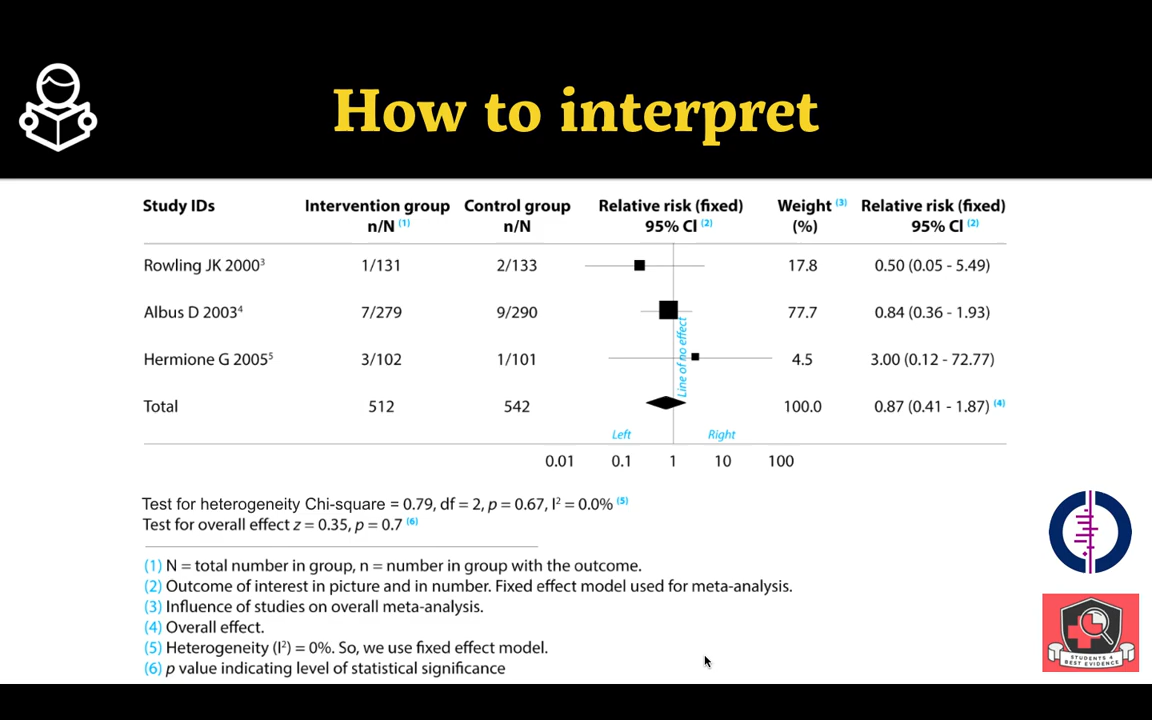 How to interpret
Study IDs Intervention group Control group Relative risk (fixed) Weight (3) Relative risk (fixed)
n/N (1) n/N 95% CI (2) (%) 95% CI (2)
Rowling JK 2000³ 1/131 2/133 17.8 0.50 (0.05 - 5.49)
Albus D 2003⁴ 7/279 9/290 77.7 0.84 (0.36 - 1.93)
Line of no effect
Hermione G 2005⁵ 3/102 1/101 4.5 3.00 (0.12 - 72.77)
Total 512 542 100.0 0.87 (0.41 - 1.87) (4)
Left Right
0.01 0.1 1 10 100
Test for heterogeneity Chi-square = 0.79, df = 2, p = 0.67, I² = 0.0% (5)
Test for overall effect z = 0.35, p = 0.7 (6)
(1) N = total number in group, n = number in group with the outcome.
(2) Outcome of interest in picture and in number. Fixed effect model used for meta-analysis.
(3) Influence of studies on overall meta-analysis.
(4) Overall effect.
(5) Heterogeneity (I²) = 0%. So, we use fixed effect model.
(6) p value indicating level of statistical significance
STUDENTS 4
BEST EVIDENCE